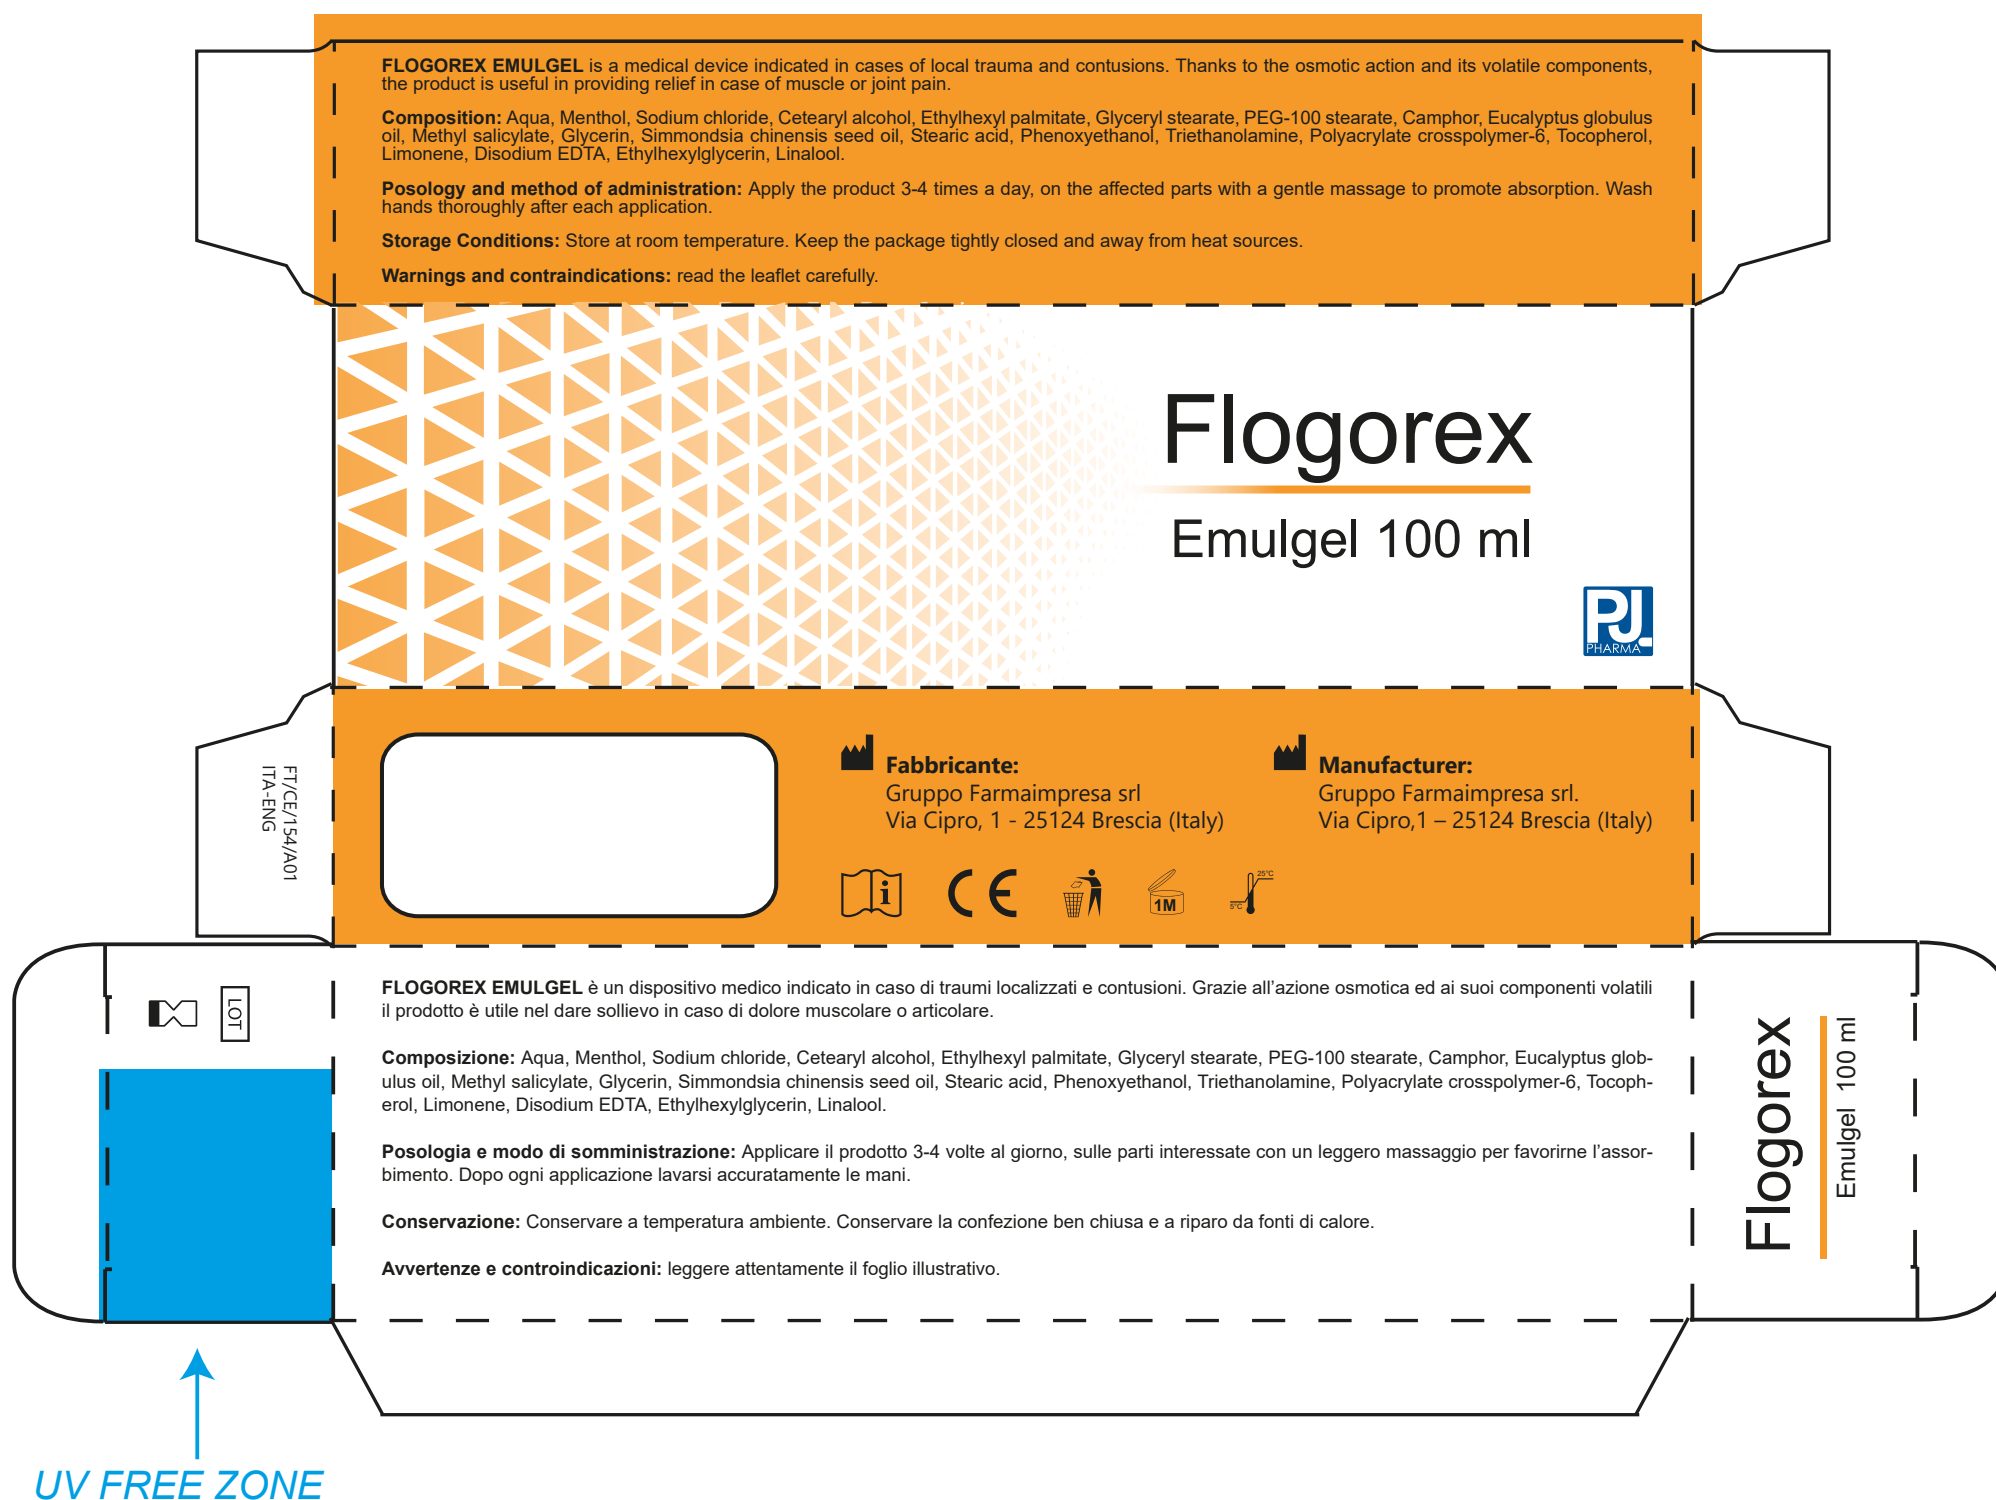 FLOGOREX EMULGEL is a medical device indicated in cases of local trauma and contusions. Thanks to the osmotic action and its volatile components,
the product is useful in providing relief in case of muscle or joint pain.
Composition: Aqua, Menthol, Sodium chloride, Cetearyl alcohol, Ethylhexyl palmitate, Glyceryl stearate, PEG-100 stearate, Camphor, Eucalyptus globulus
oil, Methyl salicylate, Glycerin, Simmondsia chinensis seed oil, Stearic acid, Phenoxyethanol, Triethanolamine, Polyacrylate crosspolymer-6, Tocopherol,
Limonene, Disodium EDTA, Ethylhexylglycerin, Linalool.
Posology and method of administration: Apply the product 3-4 times a day, on the affected parts with a gentle massage to promote absorption. Wash
hands thoroughly after each application.
Storage Conditions: Store at room temperature. Keep the package tightly closed and away from heat sources.
Warnings and contraindications: read the leaflet carefully.
Flogorex
Emulgel 100 ml
PJ
PHARMA
FT/CE/154/A01
ITA-ENG
Fabbricante:
Gruppo Farmaimpresa srl
Via Cipro, 1 - 25124 Brescia (Italy)
Manufacturer:
Gruppo Farmaimpresa srl.
Via Cipro,1 – 25124 Brescia (Italy)
i
CE
1M
25°C
5°C
LOT
FLOGOREX EMULGEL è un dispositivo medico indicato in caso di traumi localizzati e contusioni. Grazie all’azione osmotica ed ai suoi componenti volatili
il prodotto è utile nel dare sollievo in caso di dolore muscolare o articolare.
Composizione: Aqua, Menthol, Sodium chloride, Cetearyl alcohol, Ethylhexyl palmitate, Glyceryl stearate, PEG-100 stearate, Camphor, Eucalyptus glob-
ulus oil, Methyl salicylate, Glycerin, Simmondsia chinensis seed oil, Stearic acid, Phenoxyethanol, Triethanolamine, Polyacrylate crosspolymer-6, Tocoph-
erol, Limonene, Disodium EDTA, Ethylhexylglycerin, Linalool.
Posologia e modo di somministrazione: Applicare il prodotto 3-4 volte al giorno, sulle parti interessate con un leggero massaggio per favorirne l’assor-
bimento. Dopo ogni applicazione lavarsi accuratamente le mani.
Conservazione: Conservare a temperatura ambiente. Conservare la confezione ben chiusa e a riparo da fonti di calore.
Avvertenze e controindicazioni: leggere attentamente il foglio illustrativo.
Flogorex
Emulgel 100 ml
UV FREE ZONE